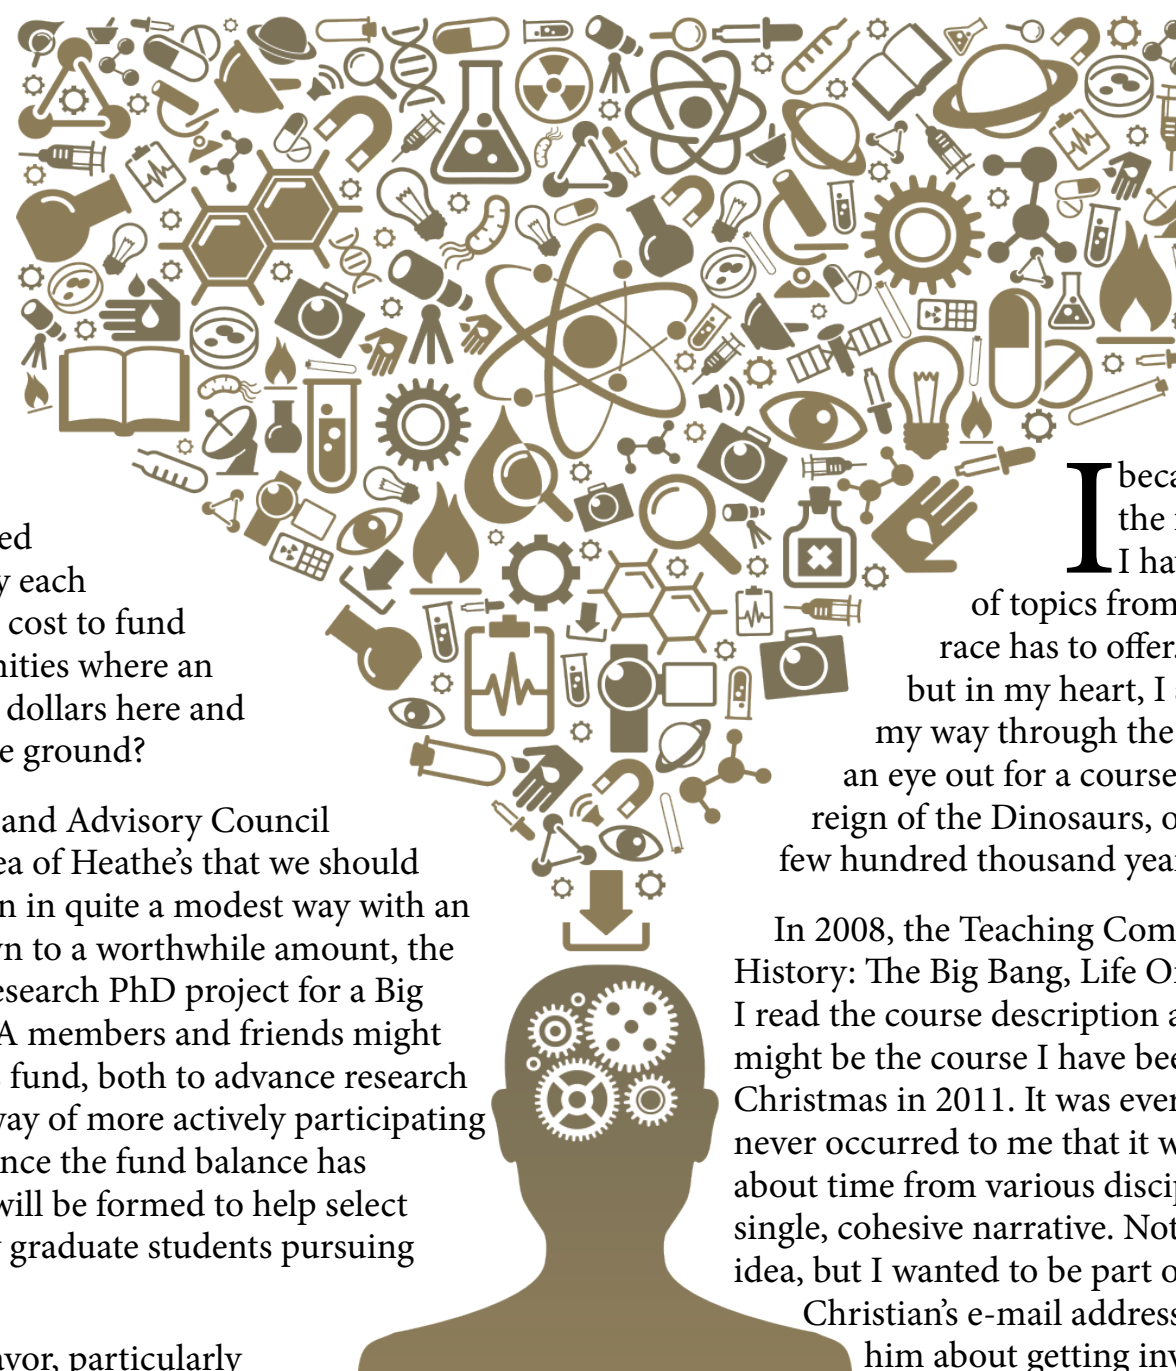 ed
y each
cost to fund
nities where an
dollars here and
e ground?
and Advisory Council
ea of Heathe’s that we should
n in quite a modest way with an
wn to a worthwhile amount, the
esearch PhD project for a Big
A members and friends might
fund, both to advance research
way of more actively participating
nce the fund balance has
will be formed to help select
graduate students pursuing
avor, particularly
I beca
the
I ha
of topics from
race has to offer.
but in my heart, I
my way through the
an eye out for a course
reign of the Dinosaurs, o
few hundred thousand yea
In 2008, the Teaching Com
History: The Big Bang, Life O
I read the course description a
might be the course I have bee
Christmas in 2011. It was ever
never occurred to me that it w
about time from various discip
single, cohesive narrative. Not
idea, but I wanted to be part o
Christian’s e-mail address
him about getting inv